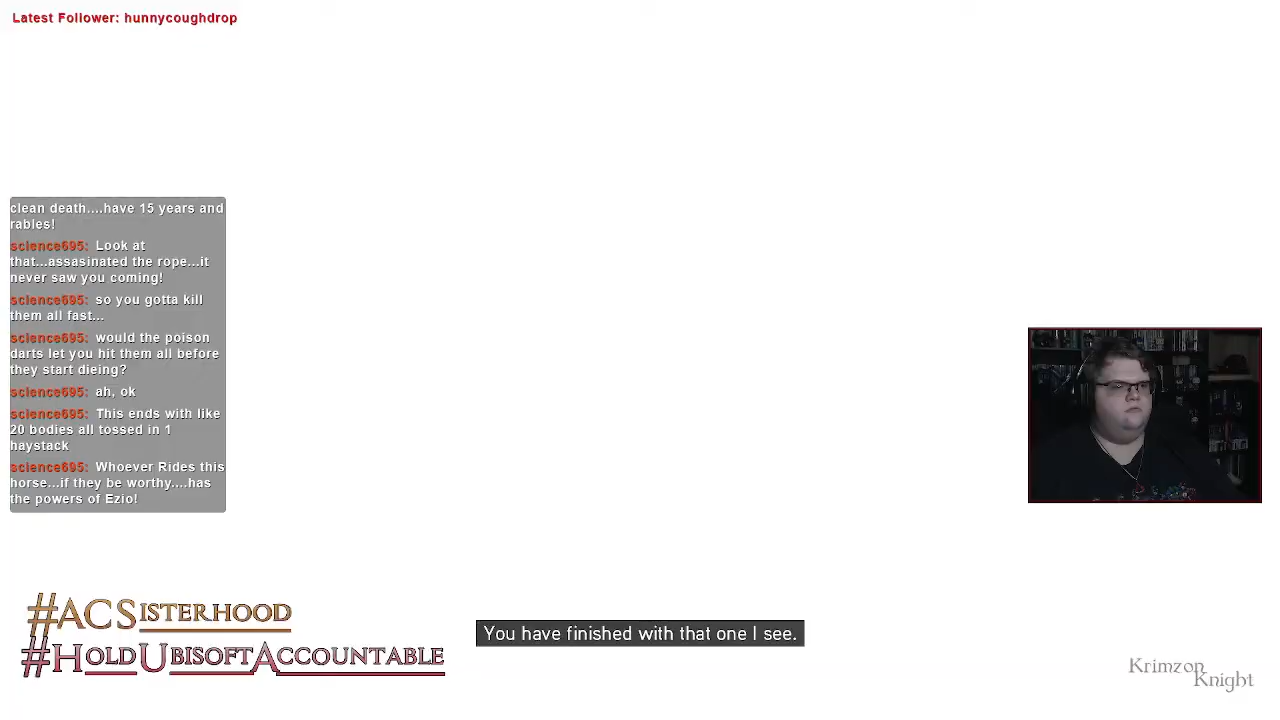 Latest Follower: hunnycoughdrop
clean death....have 15 years and
rables!
science695: Look at
that...assasinated the rope...it
never saw you coming!
science695: so you gotta kill
them all fast...
science695: would the poison
darts let you hit them all before
they start dieing?
science695: ah, ok
science695: This ends with like
20 bodies all tossed in 1
haystack
science695: Whoever Rides this
horse...if they be worthy....has
the powers of Ezio!
#ACSisterhood
#HoldUbisoftAccountable
You have finished with that one I see.
Krimzon
Knight